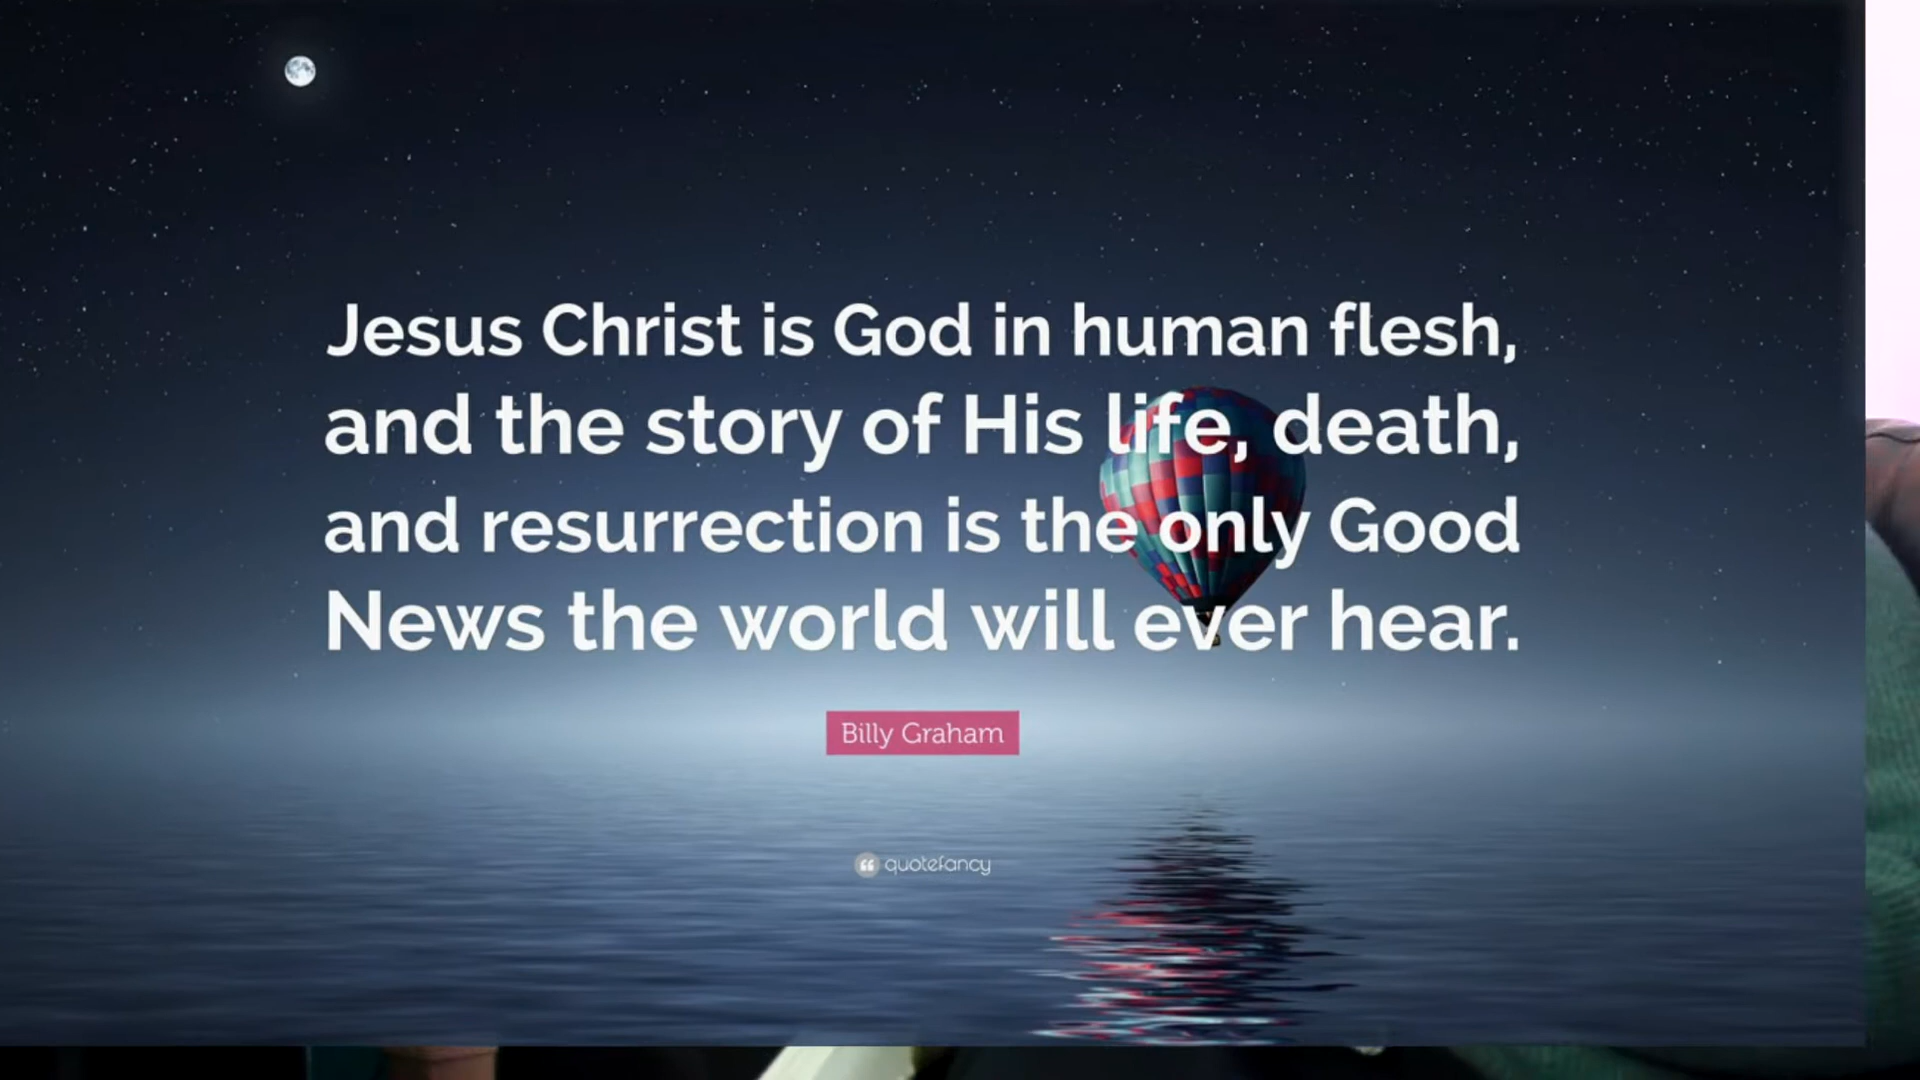 Jesus Christ is God in human flesh,
and the story of His life, death,
and resurrection is the only Good
News the world will ever hear.
Billy Graham
quotefancy